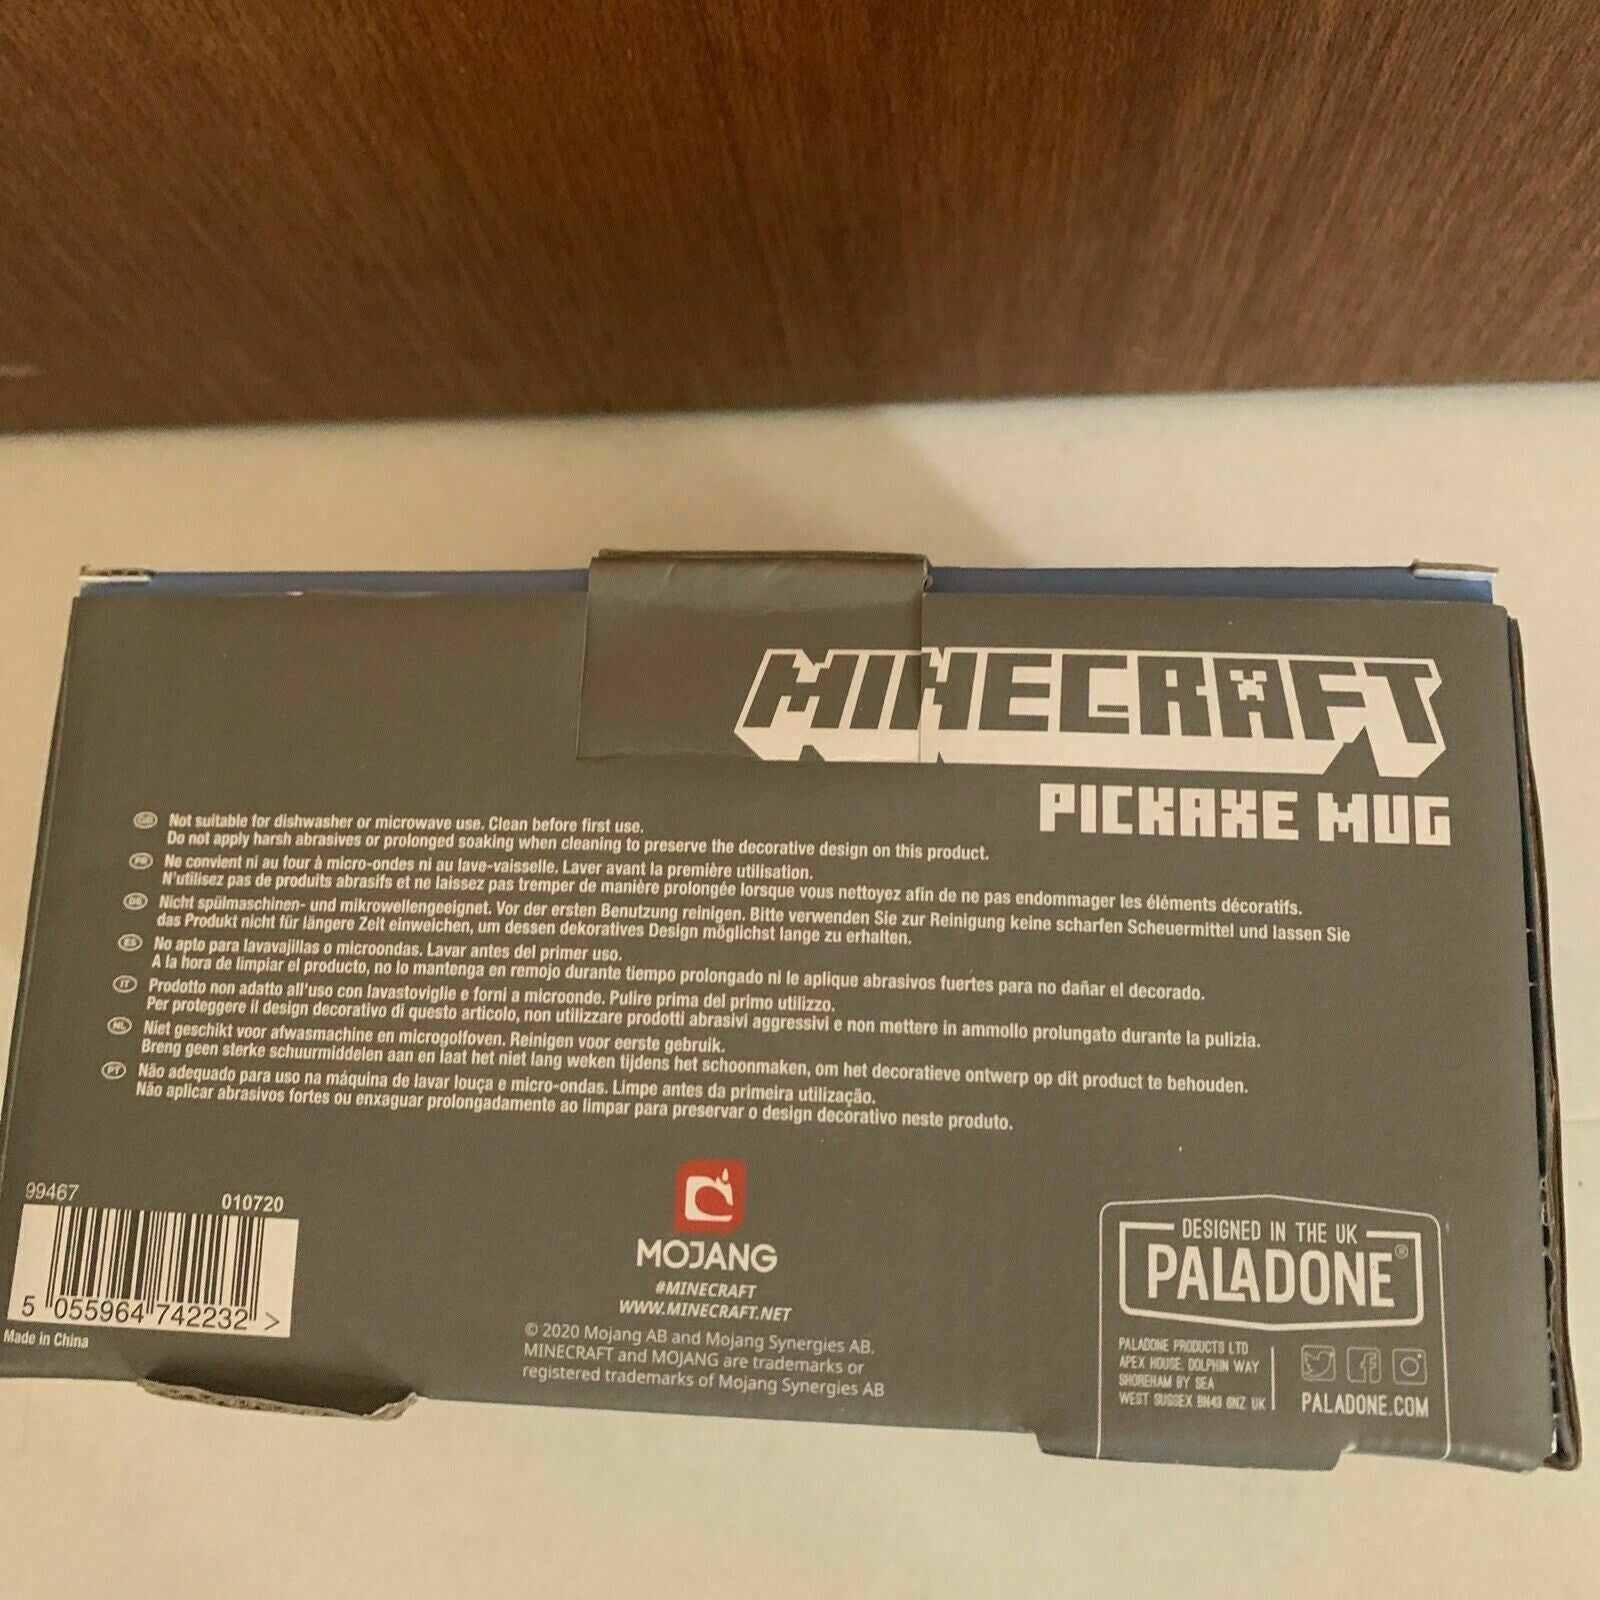 MINECRAFT
PICKAXE MUG
GB Not suitable for dishwasher or microwave use. Clean before first use.
Do not apply harsh abrasives or prolonged soaking when cleaning to preserve the decorative design on this product.
FR Ne convient ni au four à micro-ondes ni au lave-vaisselle. Laver avant la première utilisation.
N'utilisez pas de produits abrasifs et ne laissez pas tremper de manière prolongée lorsque vous nettoyez afin de ne pas endommager les éléments décoratifs.
DE Nicht spülmaschinen- und mikrowellengeeignet. Vor der ersten Benutzung reinigen. Bitte verwenden Sie zur Reinigung keine scharfen Scheuermittel und lassen Sie
das Produkt nicht für längere Zeit einweichen, um dessen dekoratives Design möglichst lange zu erhalten.
ES No apto para lavavajillas o microondas. Lavar antes del primer uso.
A la hora de limpiar el producto, no lo mantenga en remojo durante tiempo prolongado ni le aplique abrasivos fuertes para no dañar el decorado.
IT Prodotto non adatto all'uso con lavastoviglie e forni a microonde. Pulire prima del primo utilizzo.
Per proteggere il design decorativo di questo articolo, non utilizzare prodotti abrasivi aggressivi e non mettere in ammollo prolungato durante la pulizia.
NL Niet geschikt voor afwasmachine en microgolfoven. Reinigen voor eerste gebruik.
Breng geen sterke schuurmiddelen aan en laat het niet lang weken tijdens het schoonmaken, om het decoratieve ontwerp op dit product te behouden.
PT Não adequado para uso na máquina de lavar louça e micro-ondas. Limpe antes da primeira utilização.
Não aplicar abrasivos fortes ou enxaguar prolongadamente ao limpar para preservar o design decorativo neste produto.
99467 010720
5 055964 742232 >
Made in China
MOJANG
#MINECRAFT
WWW.MINECRAFT.NET
© 2020 Mojang AB and Mojang Synergies AB.
MINECRAFT and MOJANG are trademarks or
registered trademarks of Mojang Synergies AB
DESIGNED IN THE UK
PALADONE®
PALADONE PRODUCTS LTD
APEX HOUSE, DOLPHIN WAY
SHOREHAM BY SEA
WEST SUSSEX BN43 6NZ UK
PALADONE.COM